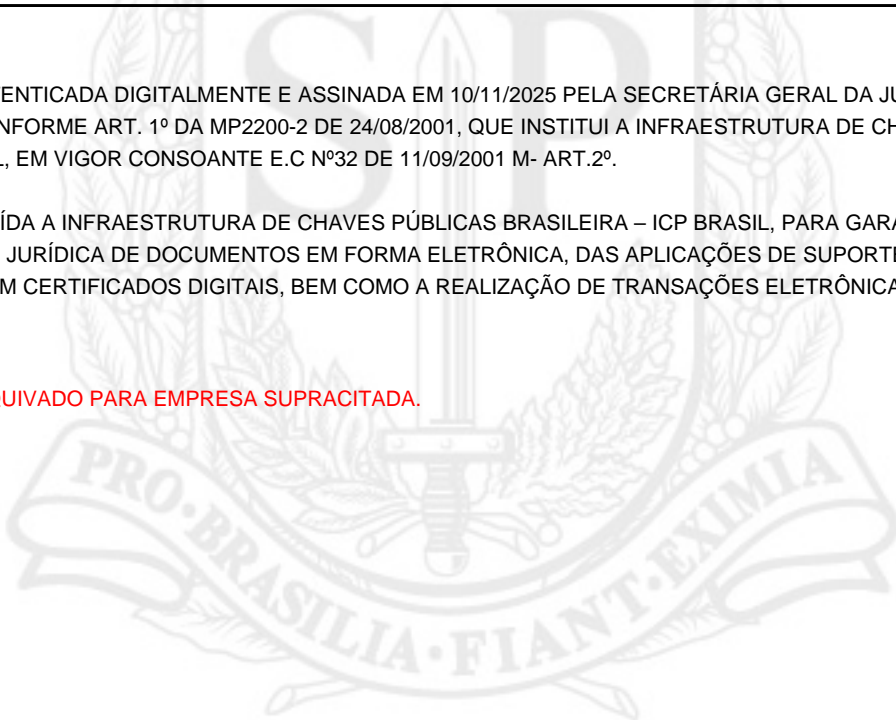 ENTICADA DIGITALMENTE E ASSINADA EM 10/11/2025 PELA SECRETÁRIA GERAL DA JU
NFORME ART. 1º DA MP2200-2 DE 24/08/2001, QUE INSTITUI A INFRAESTRUTURA DE CH
L, EM VIGOR CONSOANTE E.C Nº32 DE 11/09/2001 M- ART.2º.
ÍDA A INFRAESTRUTURA DE CHAVES PÚBLICAS BRASILEIRA – ICP BRASIL, PARA GARA
JURÍDICA DE DOCUMENTOS EM FORMA ELETRÔNICA, DAS APLICAÇÕES DE SUPORTE
M CERTIFICADOS DIGITAIS, BEM COMO A REALIZAÇÃO DE TRANSAÇÕES ELETRÔNICA
UIVADO PARA EMPRESA SUPRACITADA.
SP
PRO·BRASILIA·FIANT·EXIMIA